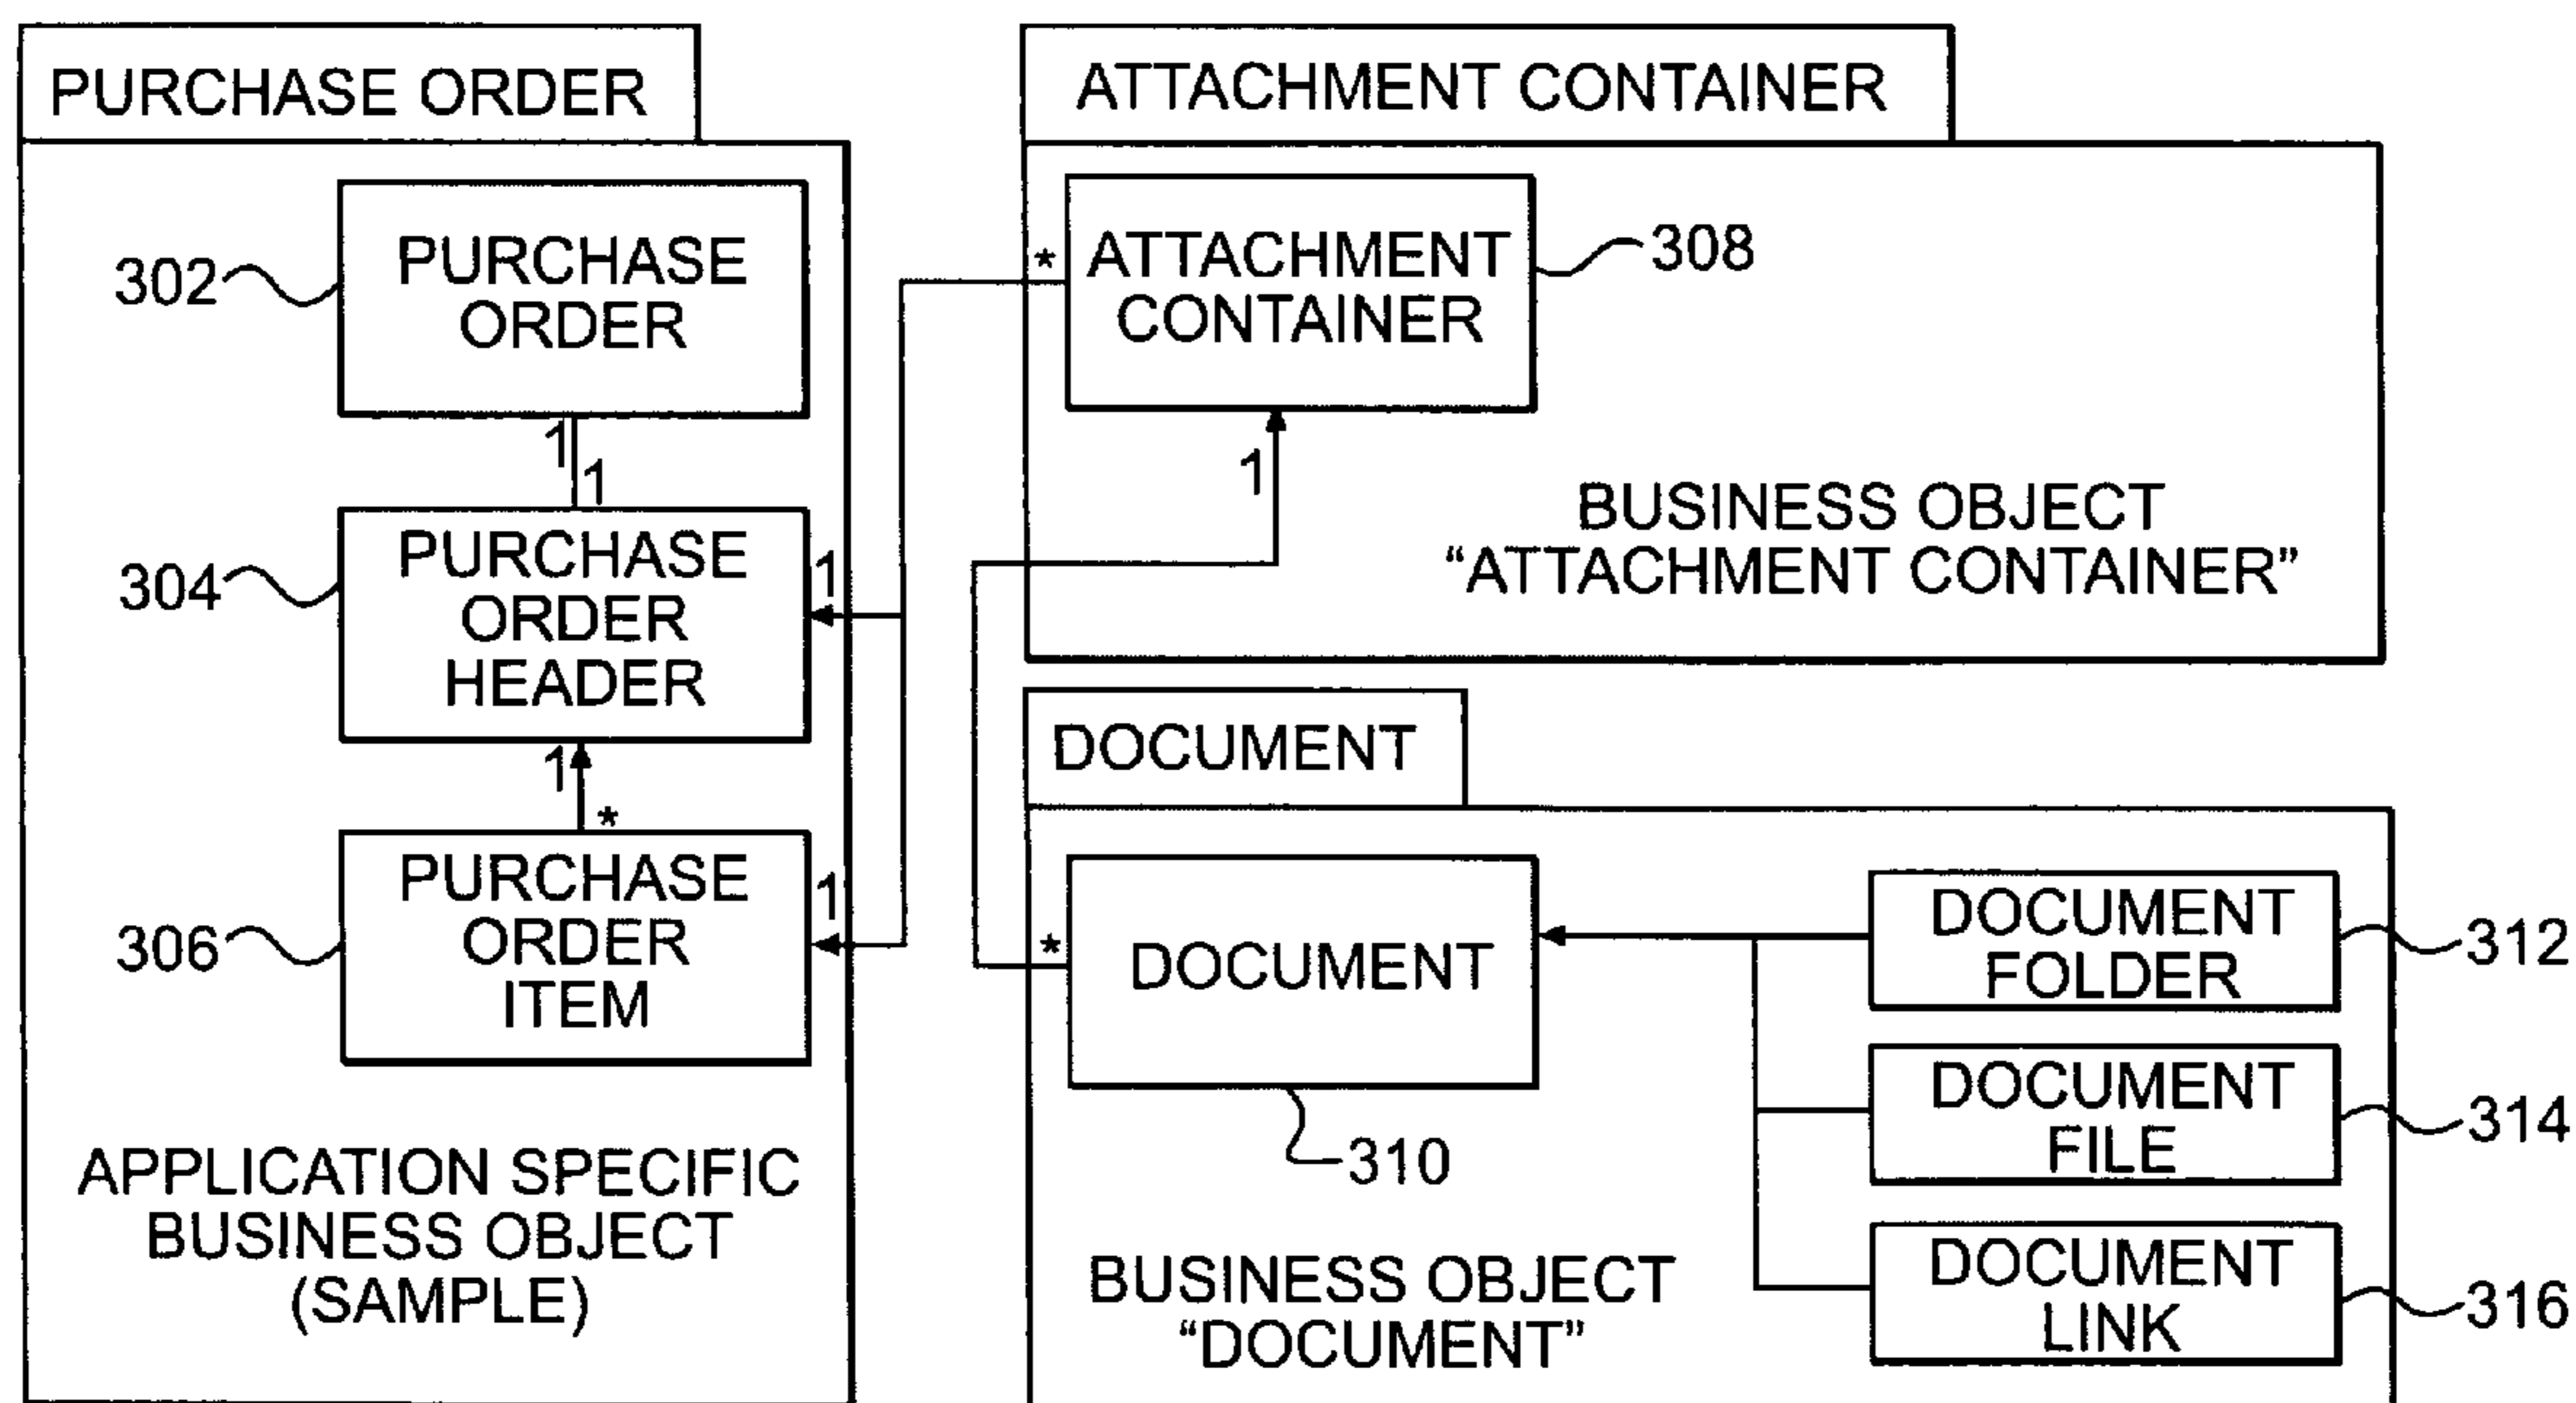 PURCHASE ORDER
302
PURCHASE
ORDER
1
1
304
PURCHASE
ORDER
HEADER
1
1
*
306
PURCHASE
ORDER
ITEM
1
APPLICATION SPECIFIC
BUSINESS OBJECT
(SAMPLE)
ATTACHMENT CONTAINER
*
ATTACHMENT
CONTAINER
308
1
BUSINESS OBJECT
“ATTACHMENT CONTAINER”
DOCUMENT
*
DOCUMENT
310
DOCUMENT
FOLDER
312
DOCUMENT
FILE
314
DOCUMENT
LINK
316
BUSINESS OBJECT
“DOCUMENT”